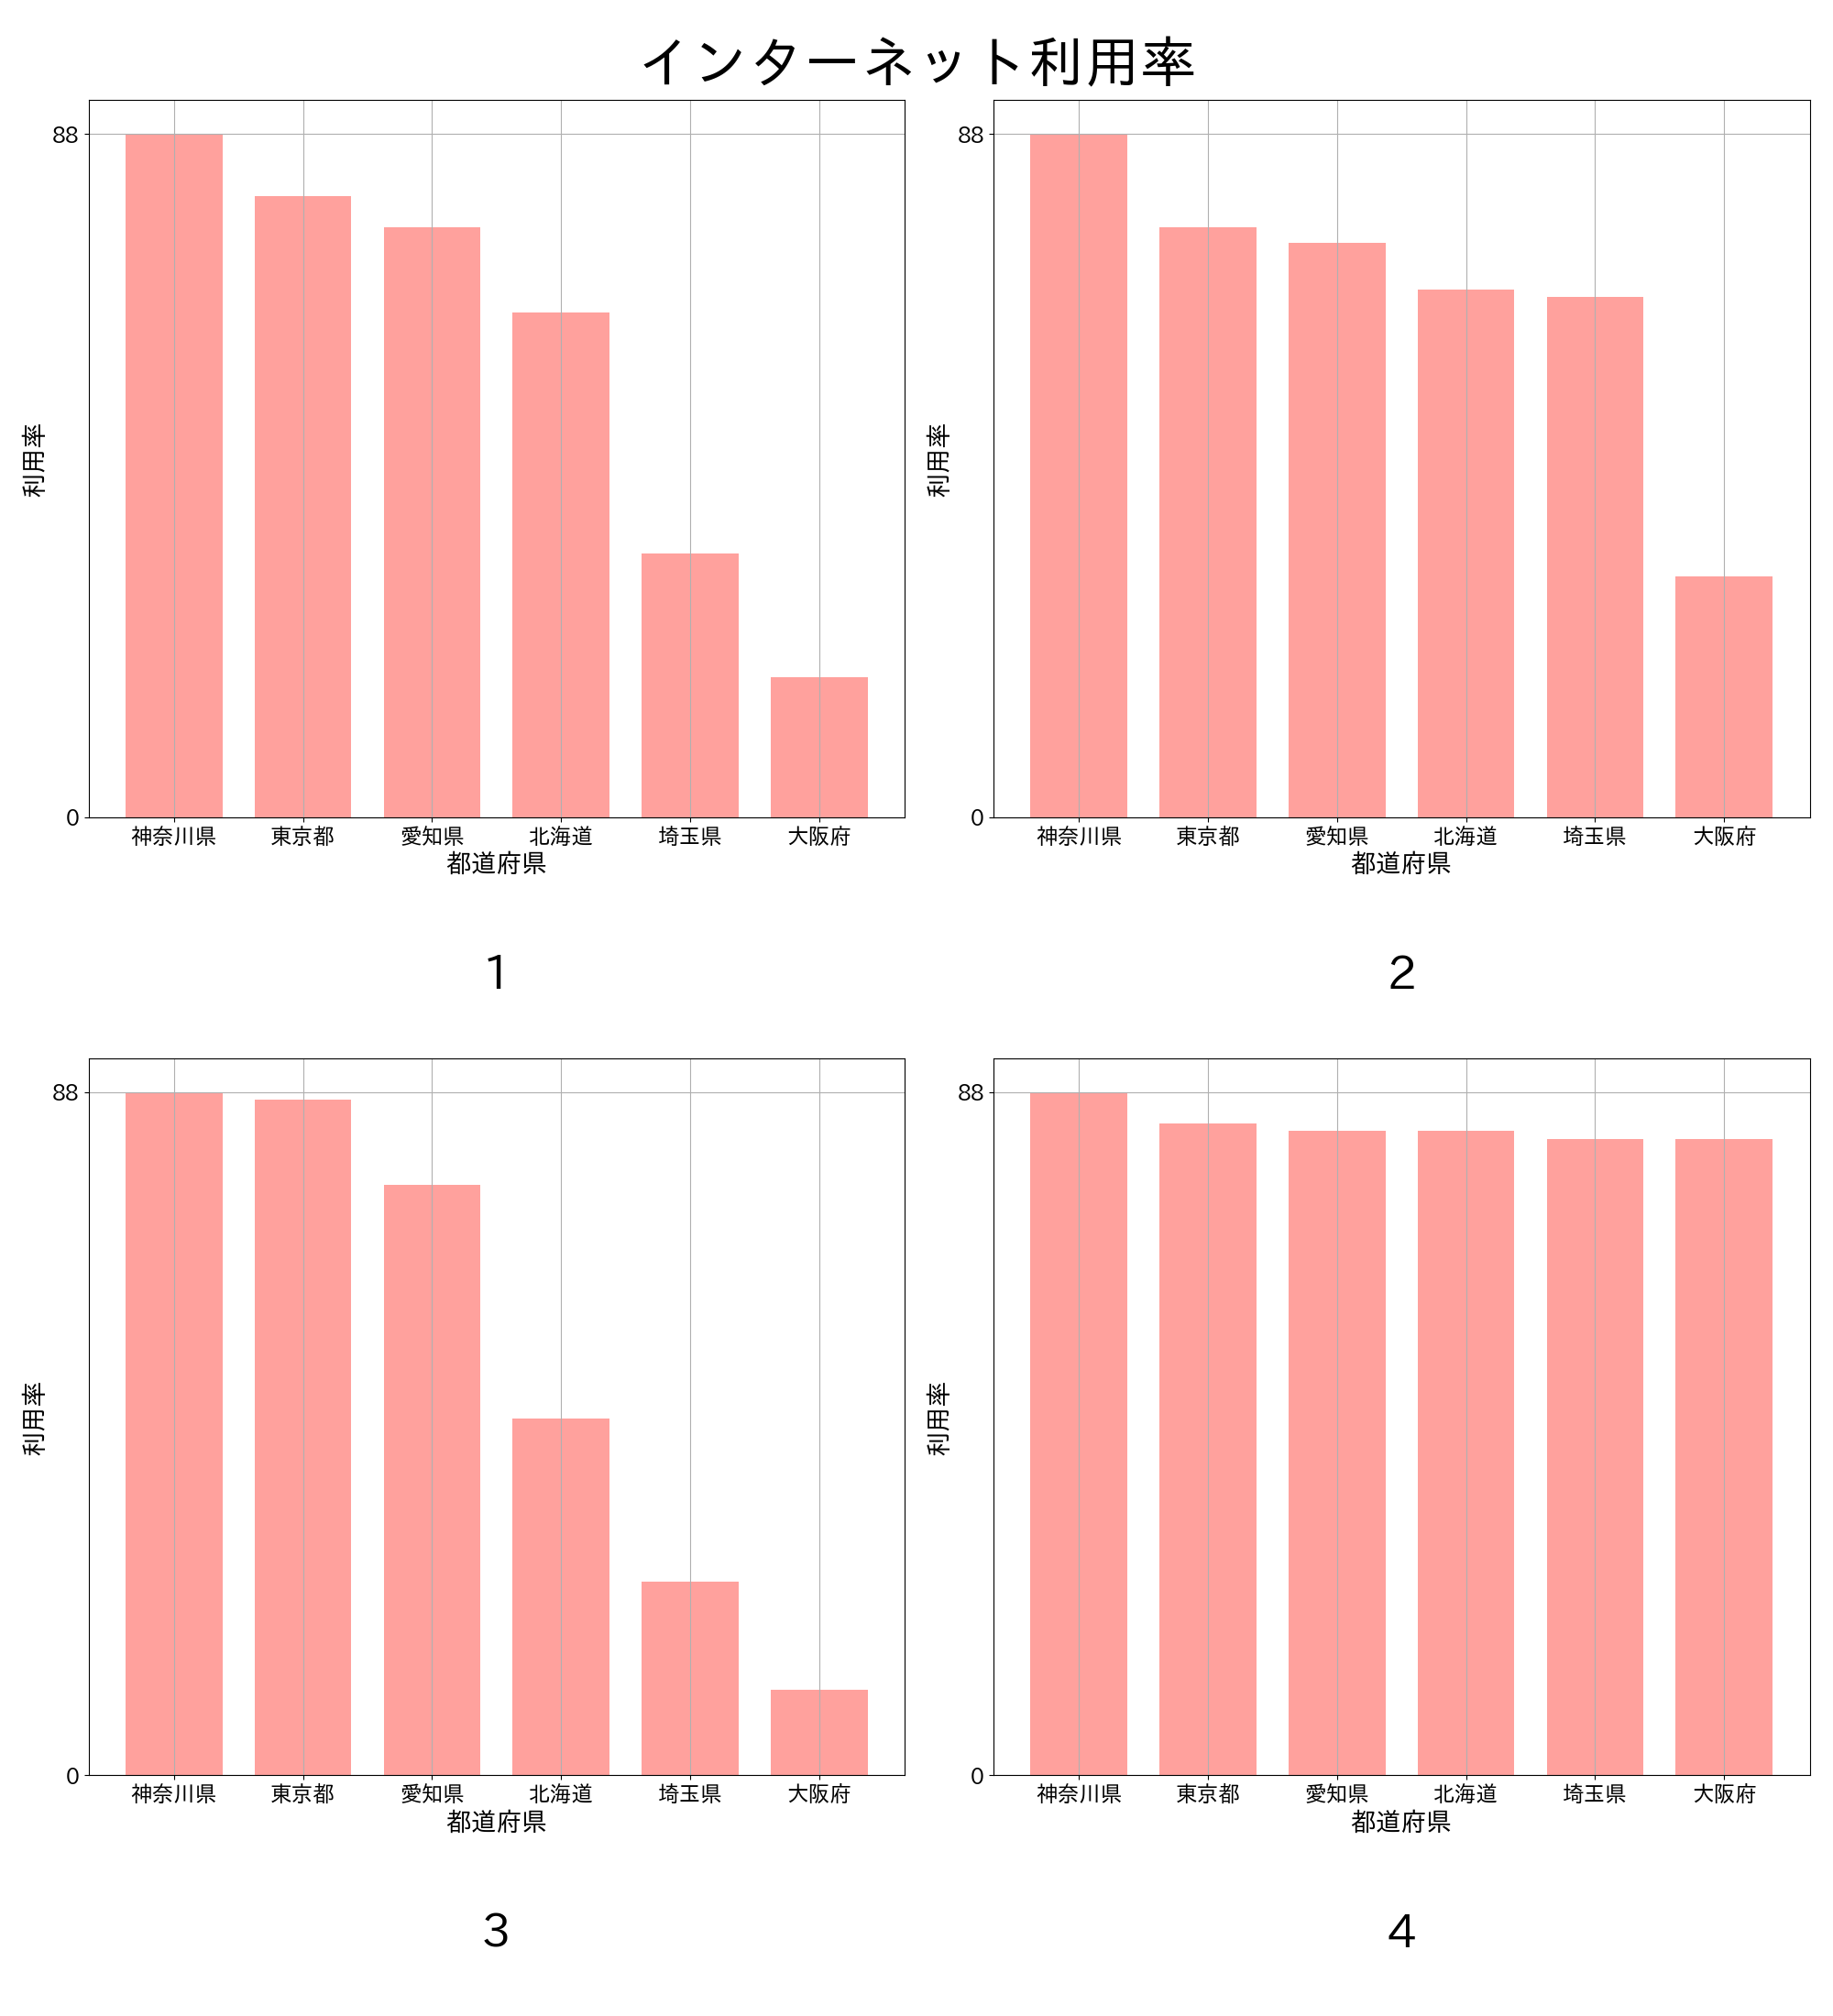 インターネット利用率
88
0
利用率
神奈川県 東京都 愛知県 北海道 埼玉県 大阪府
都道府県
1
88
0
利用率
神奈川県 東京都 愛知県 北海道 埼玉県 大阪府
都道府県
2
88
0
利用率
神奈川県 東京都 愛知県 北海道 埼玉県 大阪府
都道府県
3
88
0
利用率
神奈川県 東京都 愛知県 北海道 埼玉県 大阪府
都道府県
4